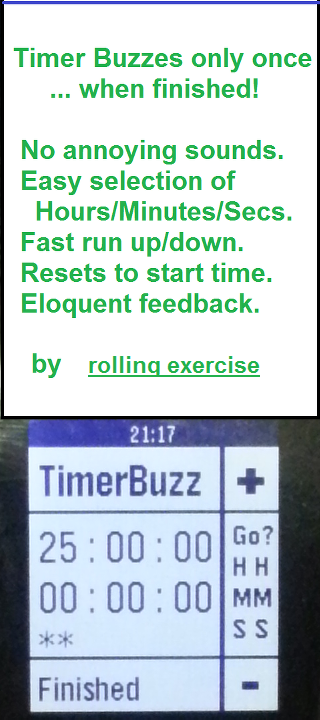 Timer Buzzes only once
... when finished!
No annoying sounds.
Easy selection of
Hours/Minutes/Secs.
Fast run up/down.
Resets to start time.
Eloquent feedback.
by rolling exercise
21:17
TimerBuzz +
25:00:00 Go?
H H
00:00:00 MM
** S S
Finished -